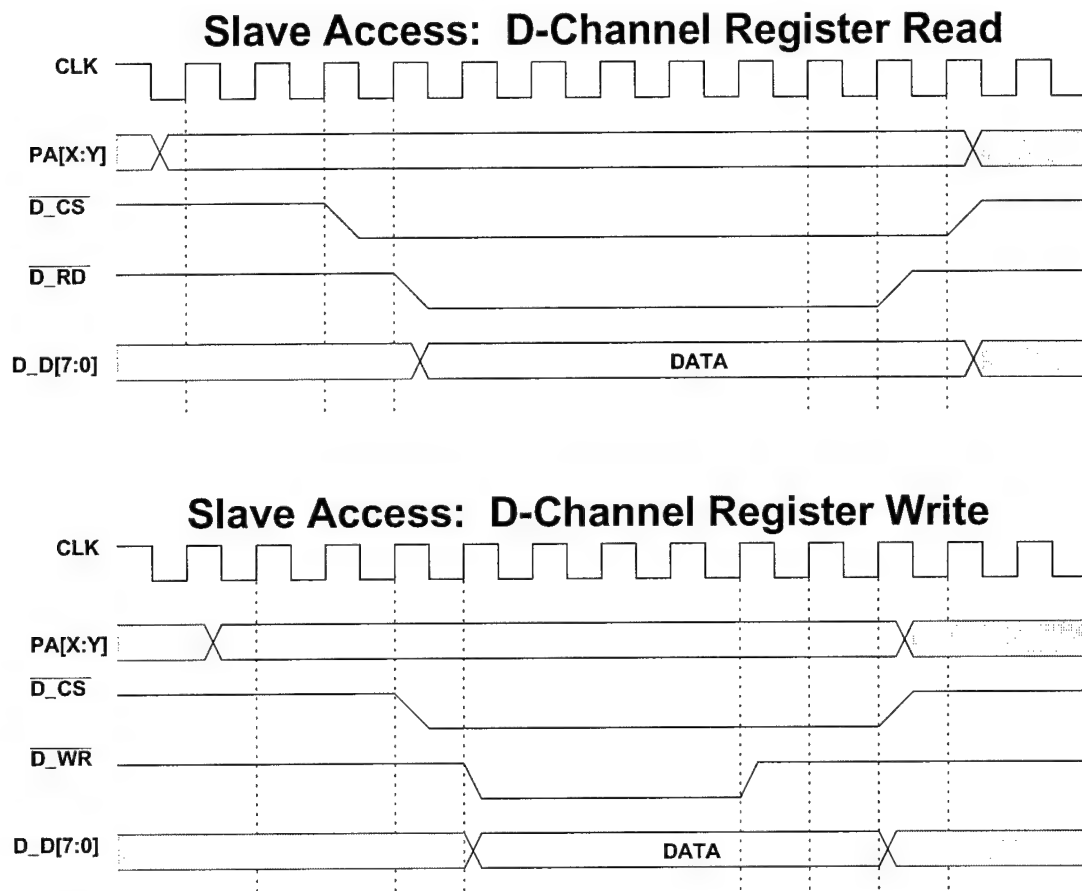 Slave Access: D-Channel Register Read
CLK
PA[X:Y]
D_CS
D_RD
D_D[7:0]
DATA
Slave Access: D-Channel Register Write
CLK
PA[X:Y]
D_CS
D_WR
D_D[7:0]
DATA